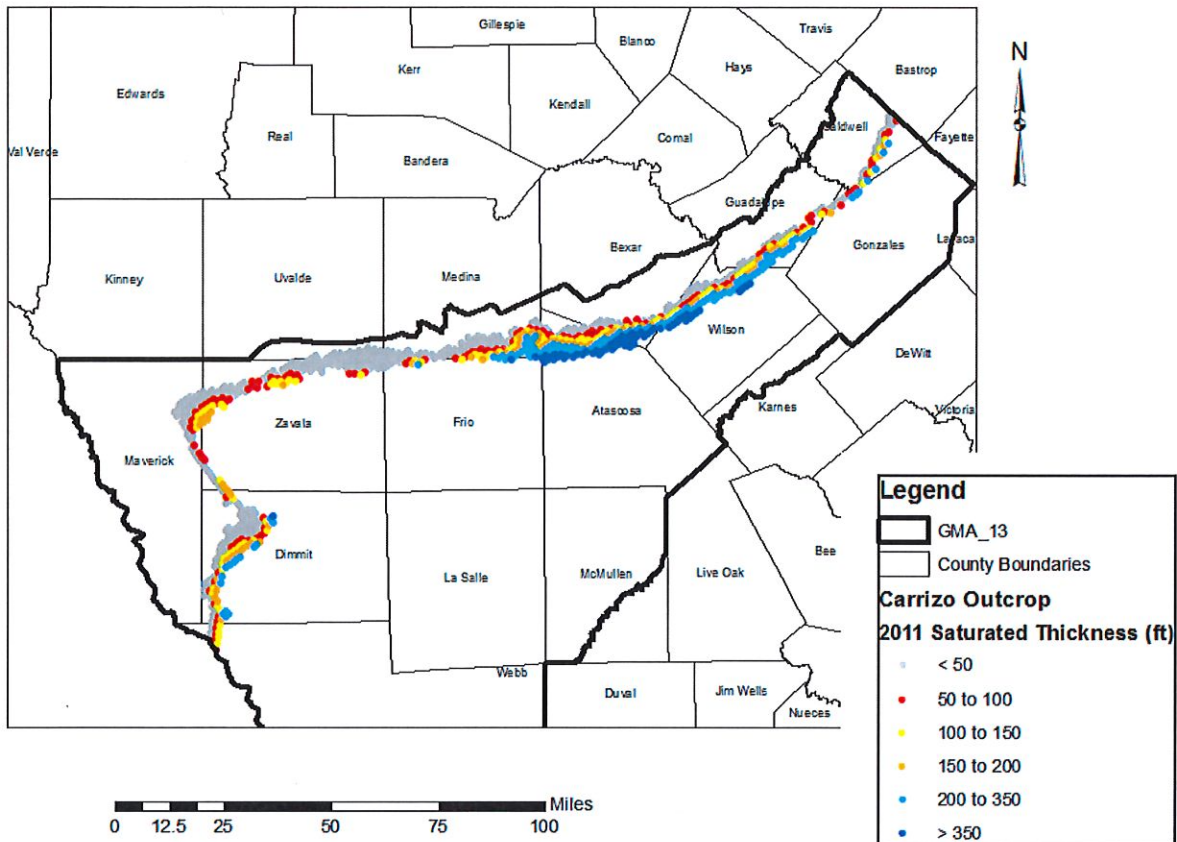 Gillespie
Travis
Blanco
Hays
Bastrop
Kerr
Edwards
Kendall
Real
Caldwell
Comal
Fayette
Val Verde
Bandera
Guadalupe
Bexar
Gonzales
Lavaca
Kinney
Uvalde
Medina
Wilson
DeWitt
Karnes
Victoria
Zavala
Frio
Atascosa
Maverick
Dimmit
La Salle
McMullen
Live Oak
Bee
Webb
Duval
Jim Wells
Nueces
N
Legend
GMA_13
County Boundaries
Carrizo Outcrop
2011 Saturated Thickness (ft)
< 50
50 to 100
100 to 150
150 to 200
200 to 350
> 350
Miles
0 12.5 25 50 75 100